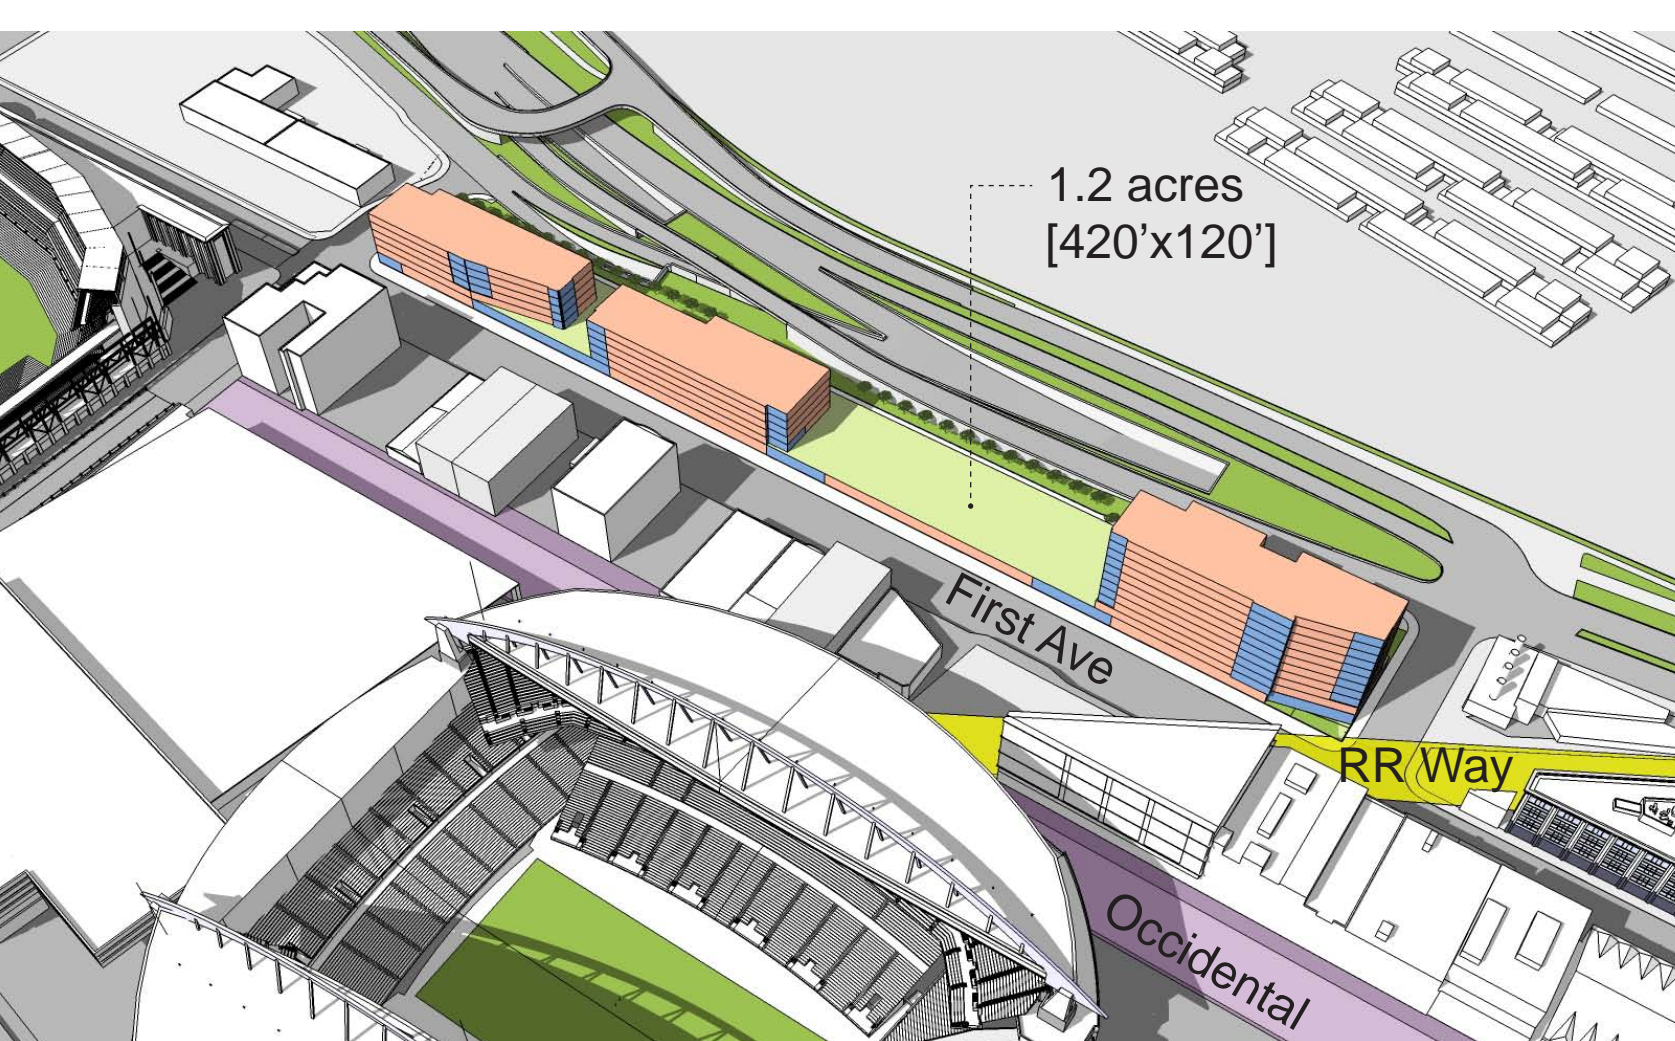 1.2 acres
[420’x120’]
First Ave
RR Way
Occidental